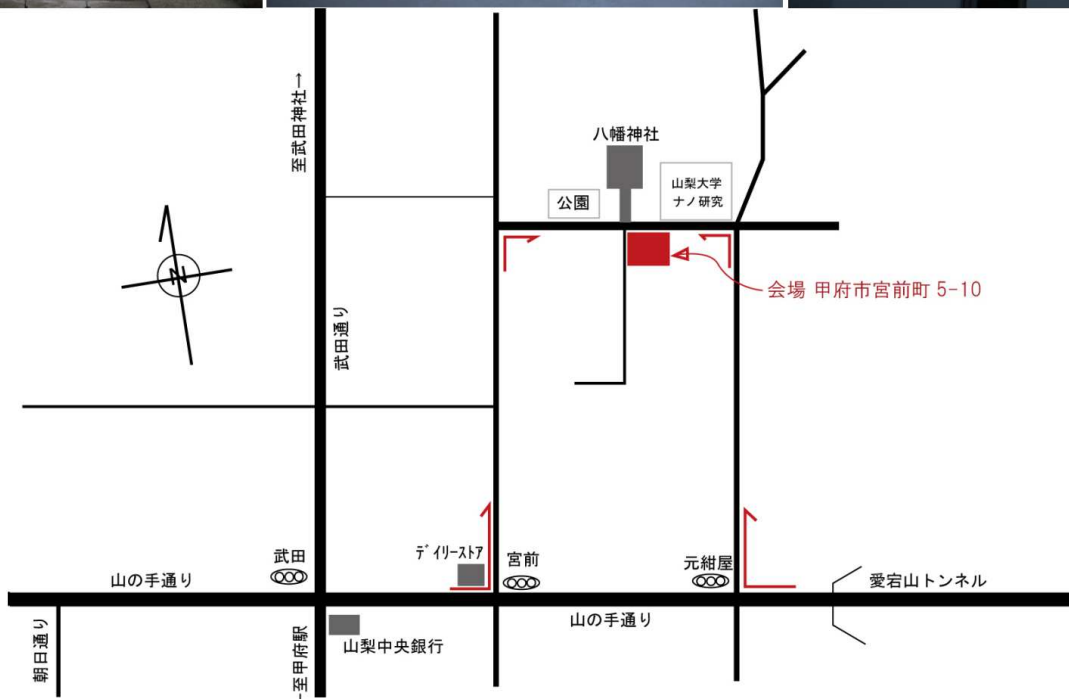 至武田神社→
八幡神社
公園
山梨大学
ナノ研究
N
会場 甲府市宮前町 5-10
武田通り
武田
デイリーストア
宮前
元紺屋
愛宕山トンネル
山の手通り
山の手通り
朝日通り
山梨中央銀行
←至甲府駅